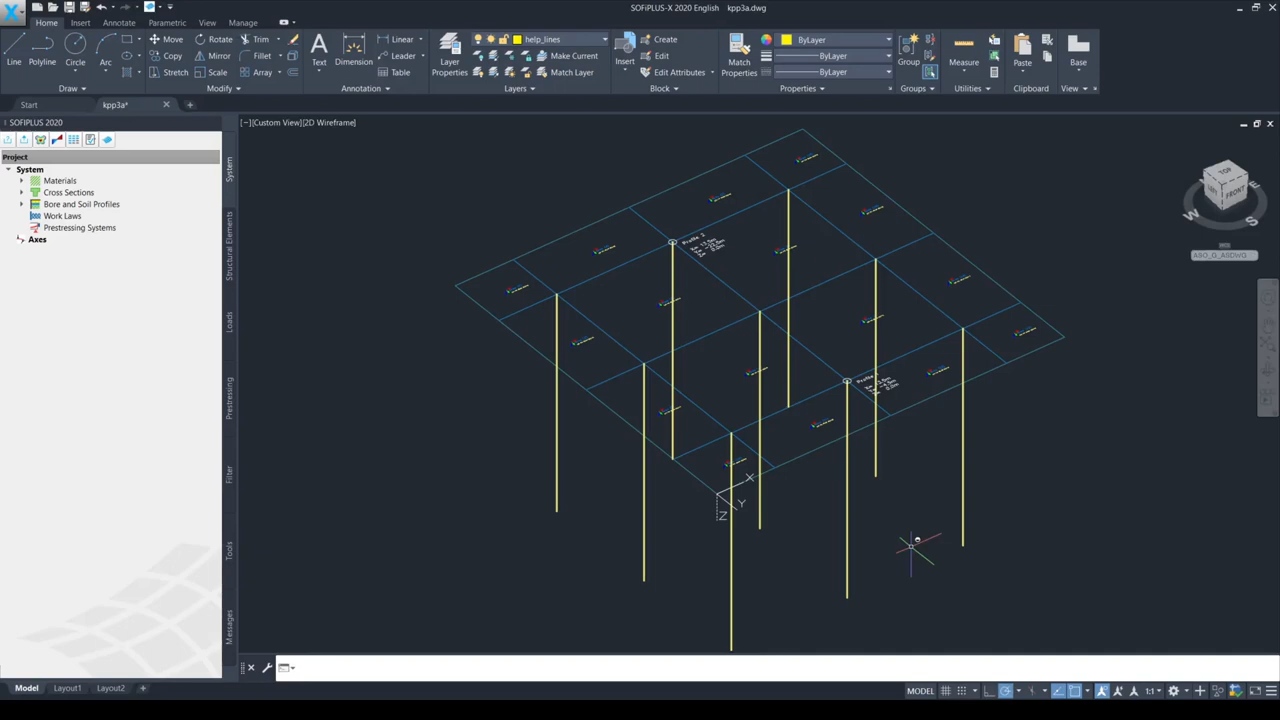 SOFiPLUS-X 2020 English kpp3a.dwg
Home Insert Annotate Parametric View Manage
Line Polyline Circle Arc
Move Rotate Trim
Copy Mirror Fillet
Stretch Scale Array
Text Dimension
Linear
Leader
Table
Layer Properties
help_lines
Make Current
Match Layer
Insert
Create
Edit
Edit Attributes
Match Properties
ByLayer
ByLayer
ByLayer
Group Measure Paste Base
Draw Modify Annotation Layers Block Properties Groups Utilities Clipboard View
Start kpp3a*
SOFIPLUS 2020
[−][Custom View][2D Wireframe]
Project
System
Materials
Cross Sections
Bore and Soil Profiles
Work Laws
Prestressing Systems
Axes
System
Structural Elements
Loads
Prestressing
Filter
Tools
Messages
TOP
FRONT
W
S
E
X
Y
Z
Model Layout1 Layout2
MODEL
1:1